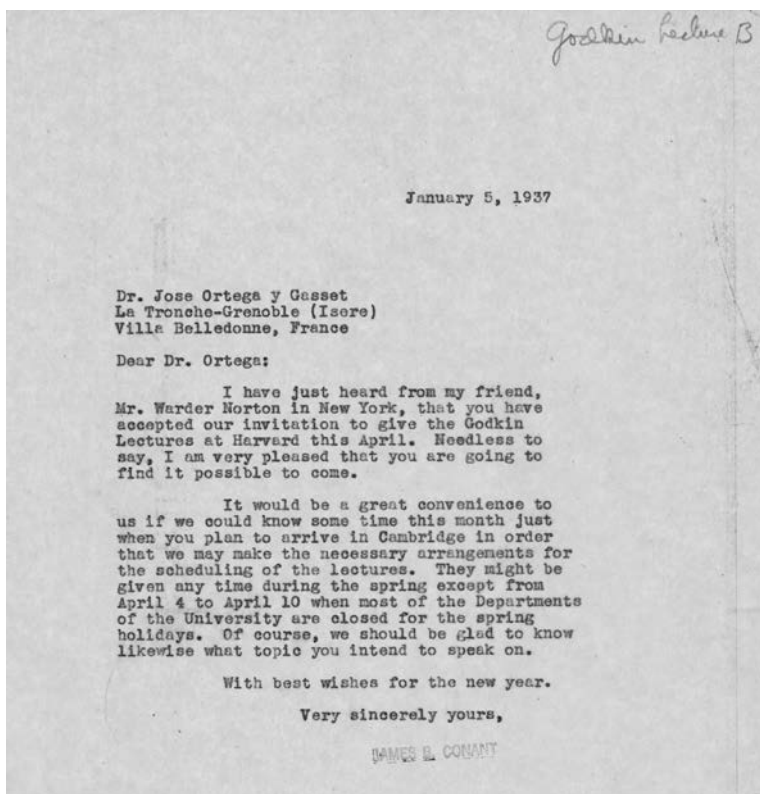 Godkin Lecture B
January 5, 1937
Dr. Jose Ortega y Gasset
La Tronche-Grenoble (Isere)
Villa Belledonne, France
Dear Dr. Ortega:
I have just heard from my friend,
Mr. Warder Norton in New York, that you have
accepted our invitation to give the Godkin
Lectures at Harvard this April. Needless to
say, I am very pleased that you are going to
find it possible to come.
It would be a great convenience to
us if we could know some time this month just
when you plan to arrive in Cambridge in order
that we may make the necessary arrangements for
the scheduling of the lectures. They might be
given any time during the spring except from
April 4 to April 10 when most of the Departments
of the University are closed for the spring
holidays. Of course, we should be glad to know
likewise what topic you intend to speak on.
With best wishes for the new year.
Very sincerely yours,
JAMES B. CONANT